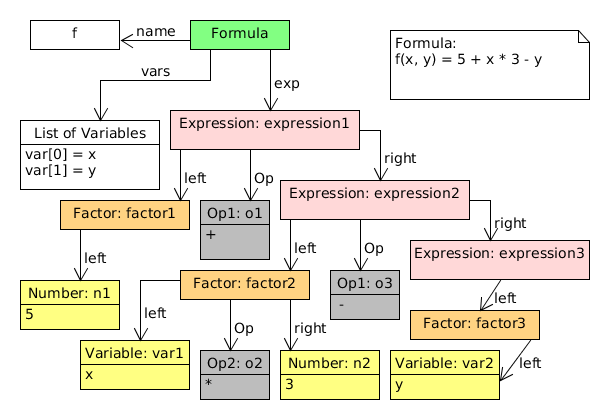 f
name
Formula
Formula:
f(x, y) = 5 + x * 3 - y
vars
exp
List of Variables
var[0] = x
var[1] = y
Expression: expression1
right
left
Op
Expression: expression2
Factor: factor1
Op1: o1
+
right
left
left
Op
Expression: expression3
Number: n1
5
Factor: factor2
Op1: o3
-
left
left
Op
right
Factor: factor3
Variable: var1
x
Op2: o2
*
Number: n2
3
Variable: var2
y
left